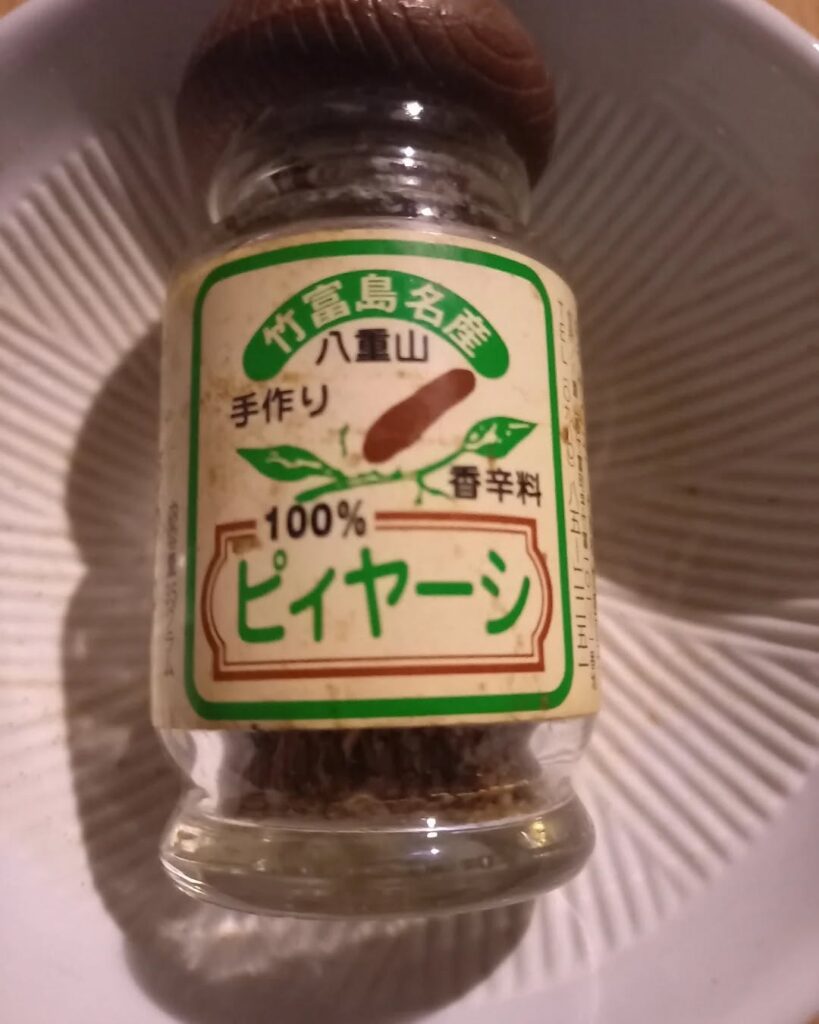 竹富島名産
八重山
手作り
香辛料
100%
ピィヤーシ